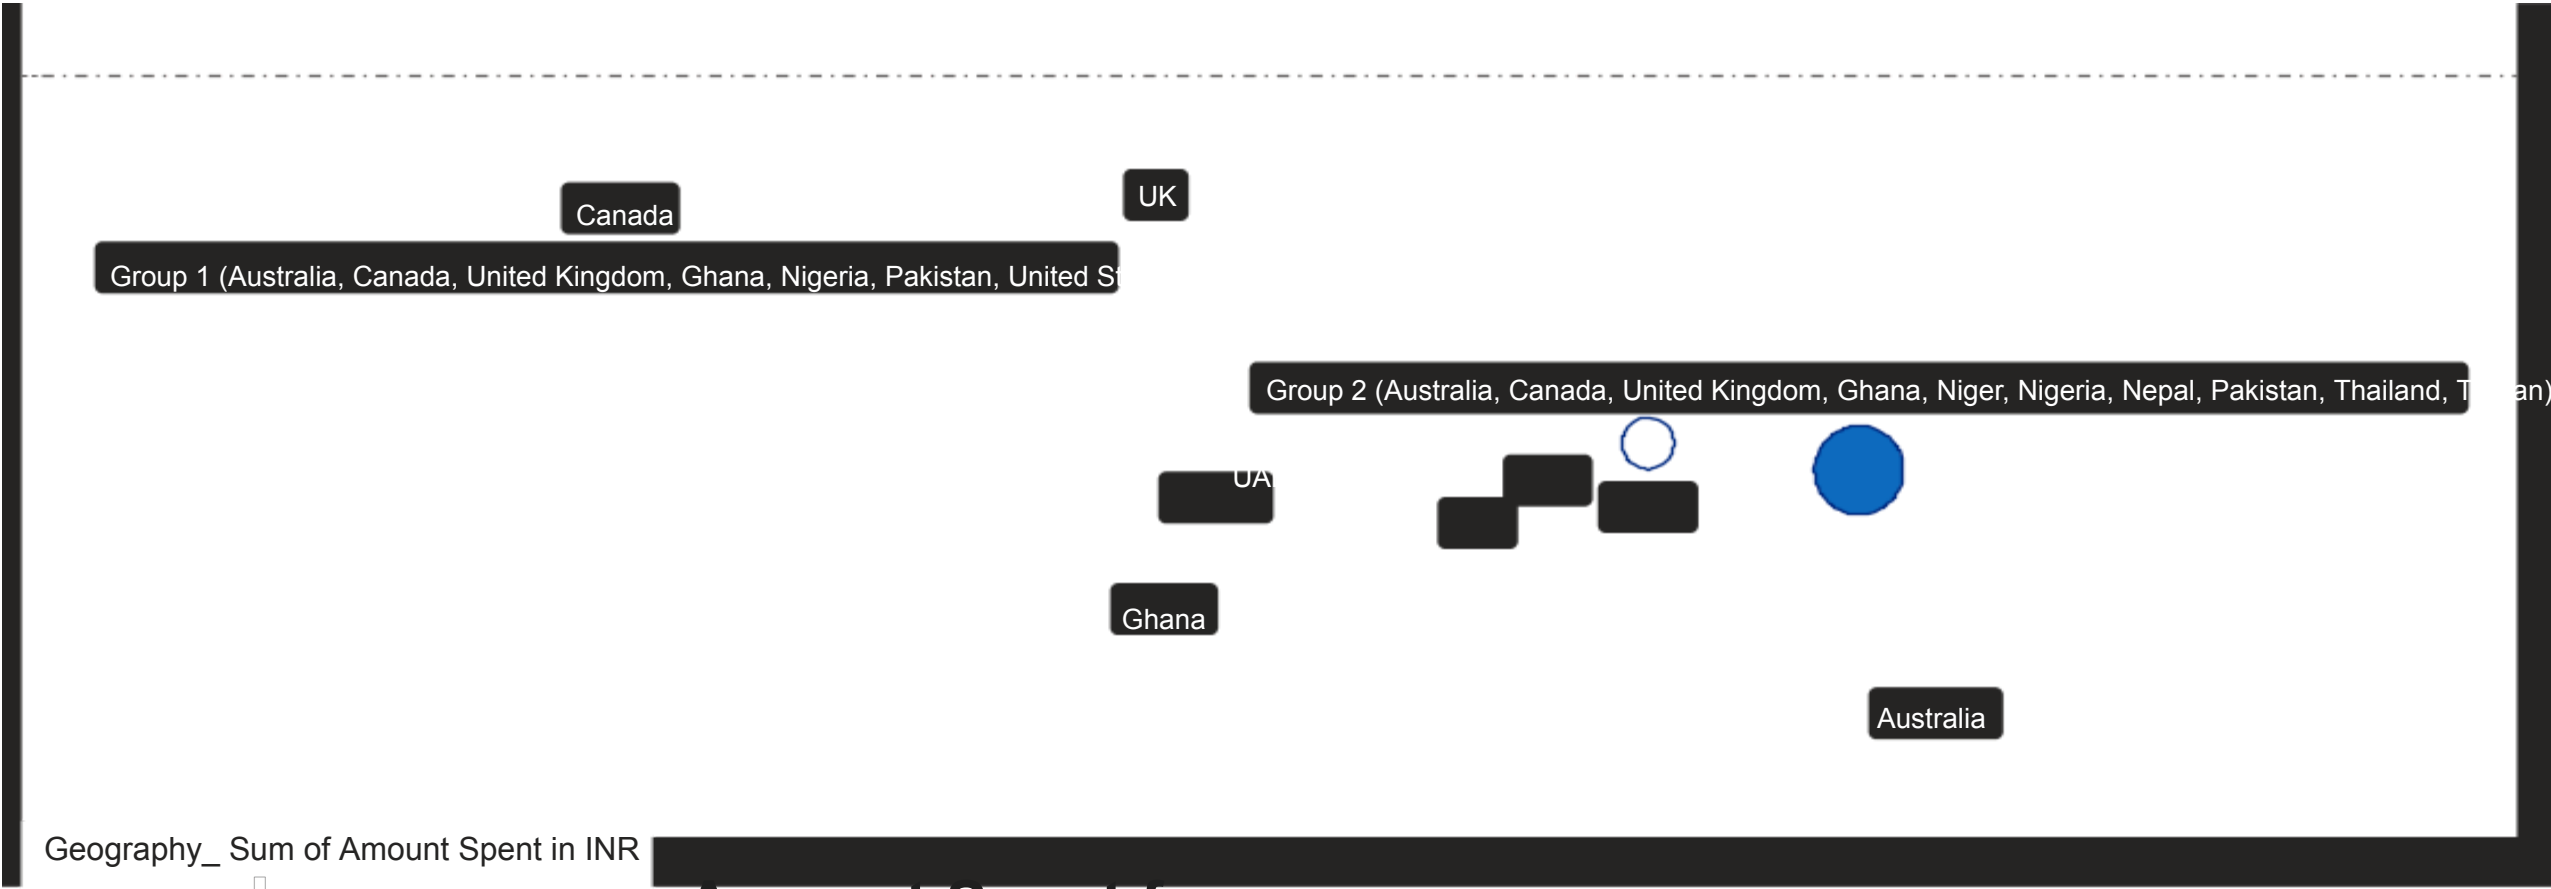 UK
Canada
Group 1 (Australia, Canada, United Kingdom, Ghana, Nigeria, Pakistan, United
Group 2 (Australia, Canada, United Kingdom, Ghana, Niger, Nigeria, Nepal, Pakistan, Thailand,
Ghana
Australia
Geography_ Sum of Amount Spent in INR